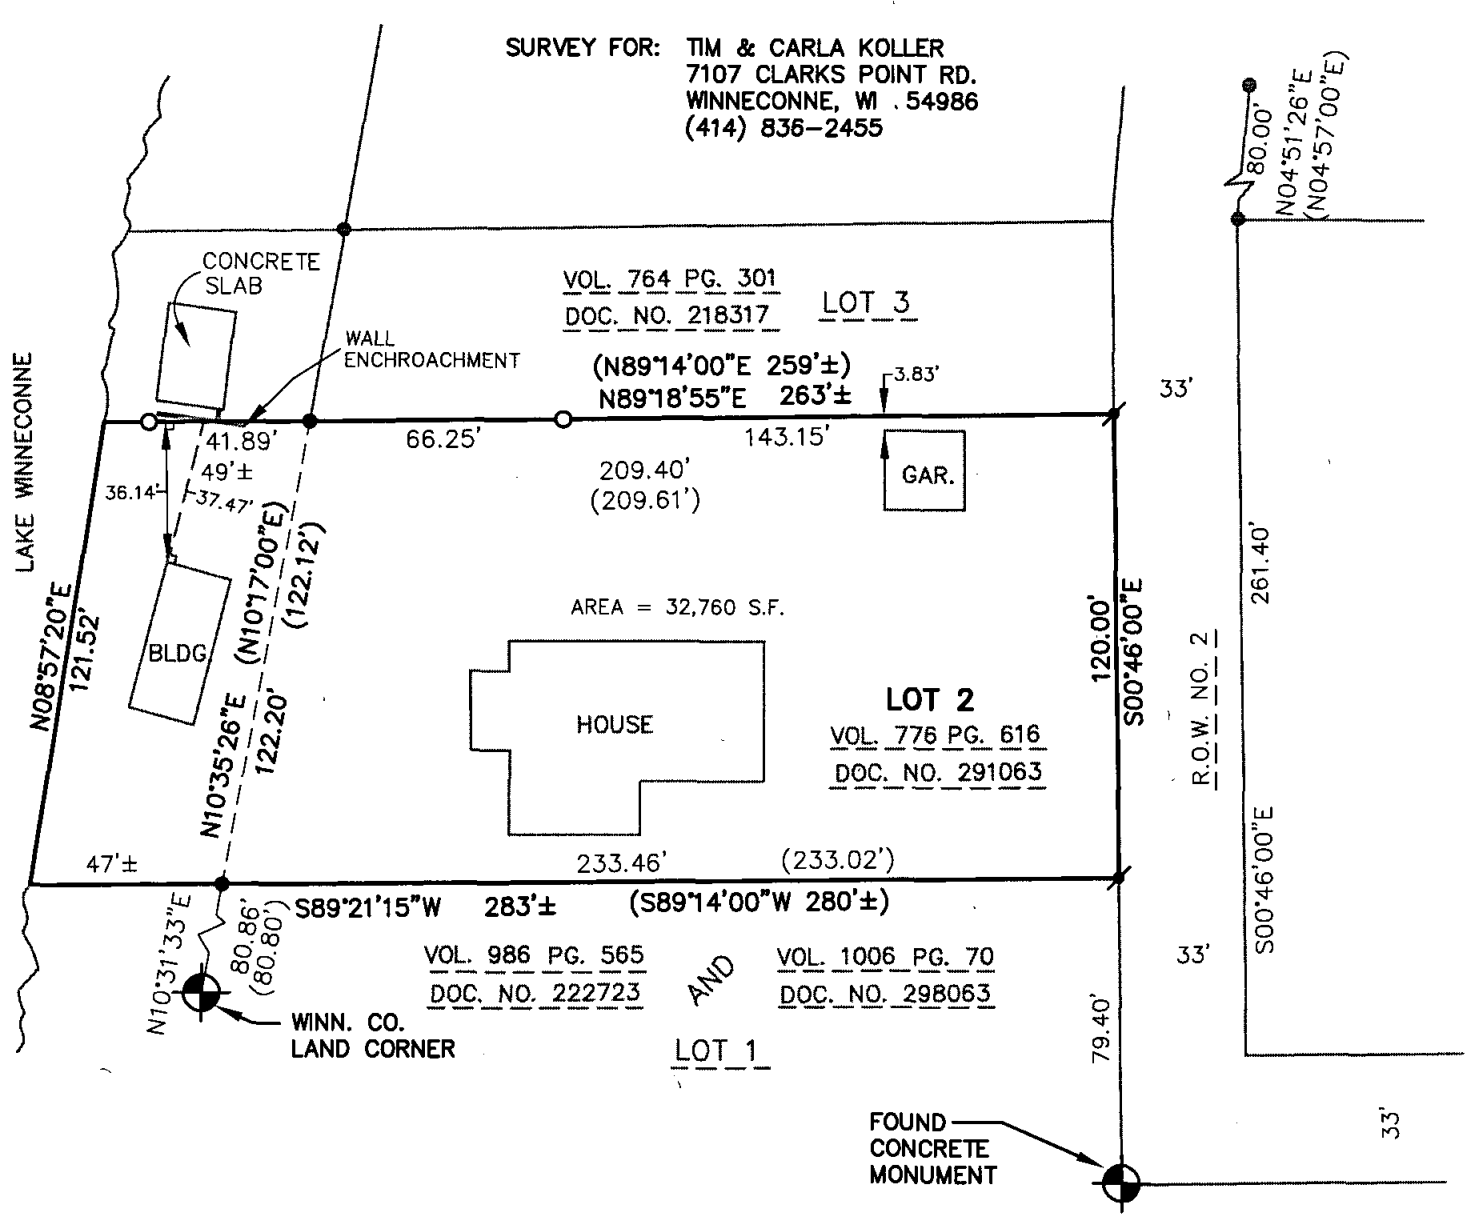 SURVEY FOR: TIM & CARLA KOLLER
7107 CLARKS POINT RD.
WINNECONNE, WI . 54986
(414) 836-2455
80.00'
N04°51'26"E
(N04°57'00"E)
CONCRETE
SLAB
VOL. 764 PG. 301
DOC. NO. 218317
LOT 3
WALL
ENCHROACHMENT
(N89°14'00"E 259'±)
N89°18'55"E 263'±
3.83'
33'
LAKE WINNECONNE
41.89'
66.25'
143.15'
49'±
209.40'
(209.61')
GAR.
36.14'
37.47'
(N10°17'00"E)
(122.12')
261.40'
N08°57'20"E
121.52'
AREA = 32,760 S.F.
120.00'
S00°46'00"E
BLDG
HOUSE
LOT 2
VOL. 776 PG. 616
DOC. NO. 291063
R.O.W. NO. 2
N10°35'26"E
122.20'
47'±
233.46'
(233.02')
S89°21'15"W 283'±
(S89°14'00"W 280'±)
S00°46'00"E
N10°31'33"E
80.86'
(80.80')
VOL. 986 PG. 565
DOC. NO. 222723
AND
VOL. 1006 PG. 70
DOC. NO. 298063
33'
WINN. CO.
LAND CORNER
LOT 1
79.40'
FOUND
CONCRETE
MONUMENT
33'